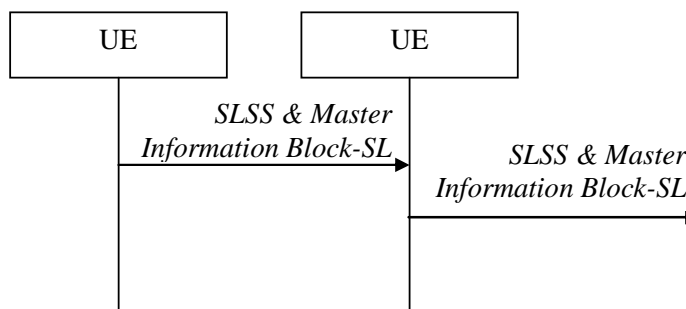 UE
UE
SLSS & Master
Information Block-SL
SLSS & Master
Information Block-SL